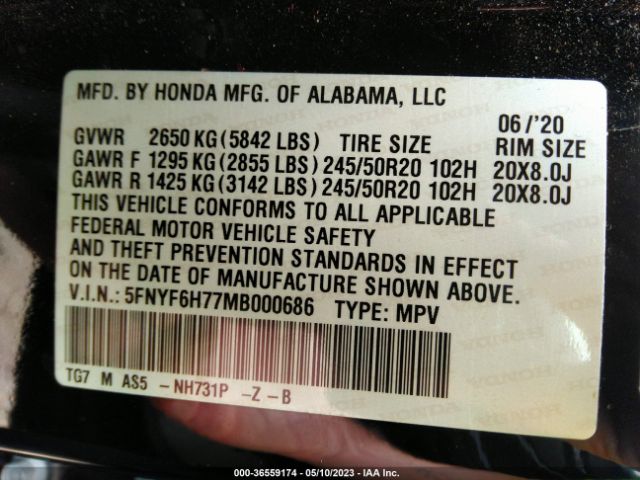 MFD. BY HONDA MFG. OF ALABAMA, LLC
06/'20
GVWR 2650 KG (5842 LBS) TIRE SIZE RIM SIZE
GAWR F 1295 KG (2855 LBS) 245/50R20 102H 20X8.0J
GAWR R 1425 KG (3142 LBS) 245/50R20 102H 20X8.0J
THIS VEHICLE CONFORMS TO ALL APPLICABLE
FEDERAL MOTOR VEHICLE SAFETY
AND THEFT PREVENTION STANDARDS IN EFFECT
ON THE DATE OF MANUFACTURE SHOWN ABOVE.
V.I.N.: 5FNYF6H77MB000686 TYPE: MPV
TG7 M AS5 -NH731P -Z -B
000-36559174 - 05/10/2023 - IAA Inc.